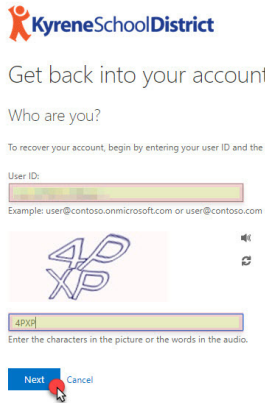 KyreneSchoolDistrict
Get back into your account
Who are you?
To recover your account, begin by entering your user ID and the
User ID:
Example: user@contoso.onmicrosoft.com or user@contoso.com
4P
XP
4PXP
Enter the characters in the picture or the words in the audio.
Next Cancel